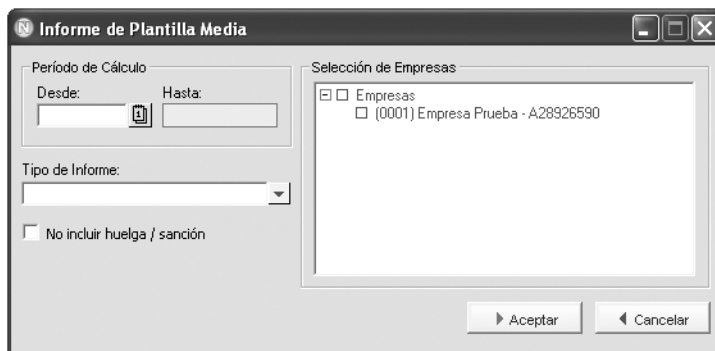 Informe de Plantilla Media
Período de Cálculo
Desde:
Hasta:
Tipo de Informe:
No incluir huelga / sanción
Selección de Empresas
Empresas
(0001) Empresa Prueba - A28926590
Aceptar
Cancelar